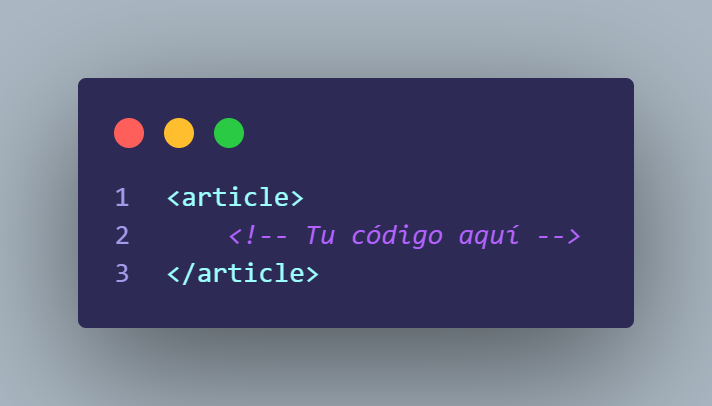 1 <article>
2 <!-- Tu código aquí -->
3 </article>